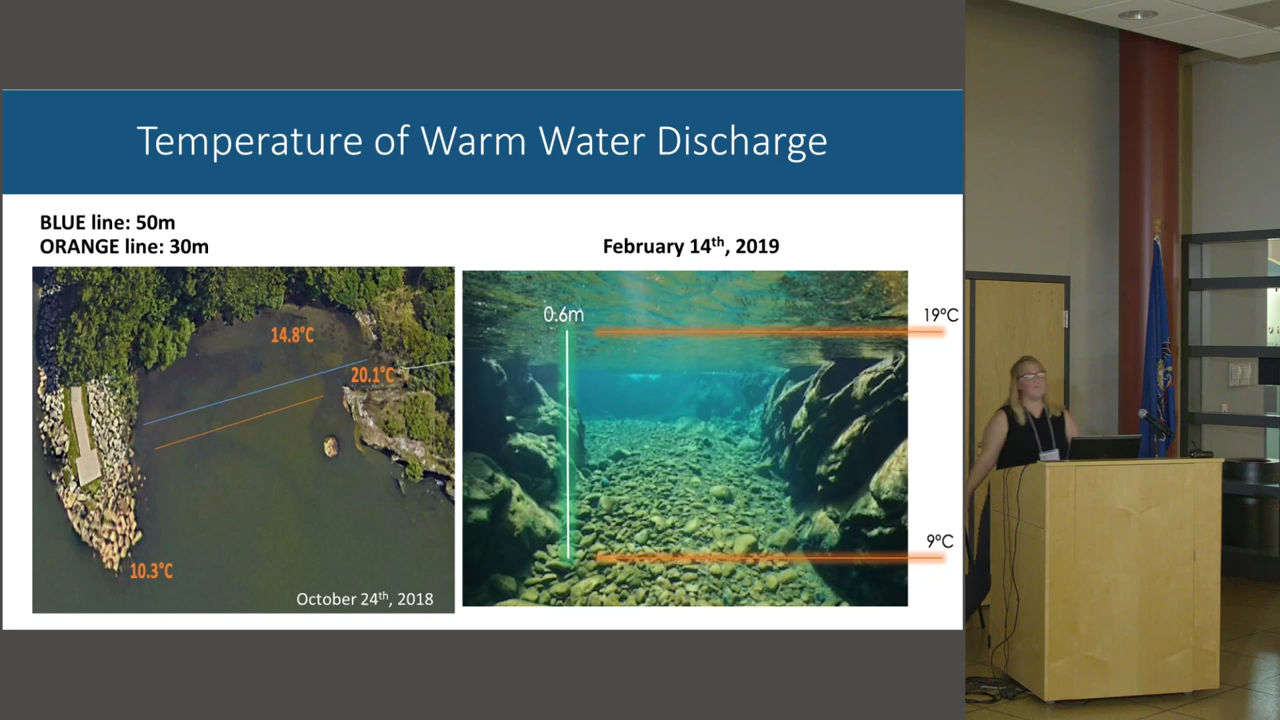 Temperature of Warm Water Discharge
BLUE line: 50m
ORANGE line: 30m
February 14th, 2019
14.8°C
20.1°C
10.3°C
October 24th, 2018
0.6m
19°C
9°C